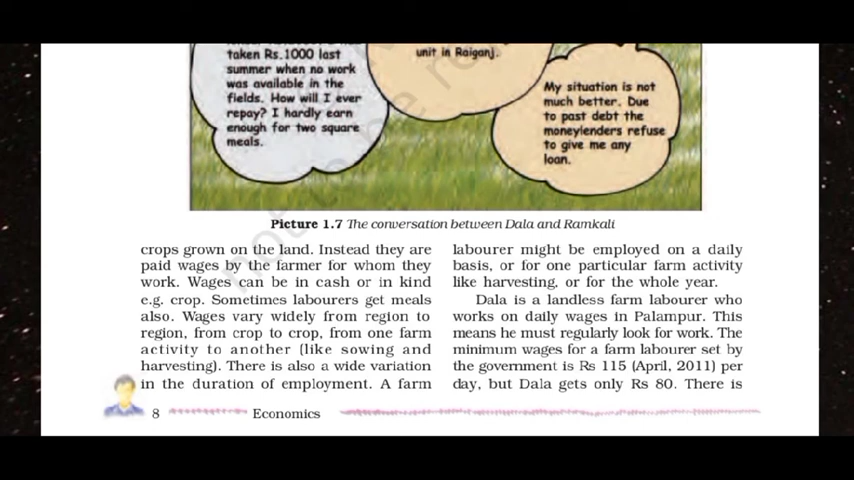 taken Rs.1000 last
summer when no work
was available in the
fields. How will I ever
repay? I hardly earn
enough for two square
meals.
unit in Raiganj.
My situation is not
much better. Due
to past debt the
moneylenders refuse
to give me any
loan.
Picture 1.7 The conversation between Dala and Ramkali
crops grown on the land. Instead they are
paid wages by the farmer for whom they
work. Wages can be in cash or in kind
e.g. crop. Sometimes labourers get meals
also. Wages vary widely from region to
region, from crop to crop, from one farm
activity to another (like sowing and
harvesting). There is also a wide variation
in the duration of employment. A farm
labourer might be employed on a daily
basis, or for one particular farm activity
like harvesting, or for the whole year.
Dala is a landless farm labourer who
works on daily wages in Palampur. This
means he must regularly look for work. The
minimum wages for a farm labourer set by
the government is Rs 115 (April, 2011) per
day, but Dala gets only Rs 80. There is
8 Economics